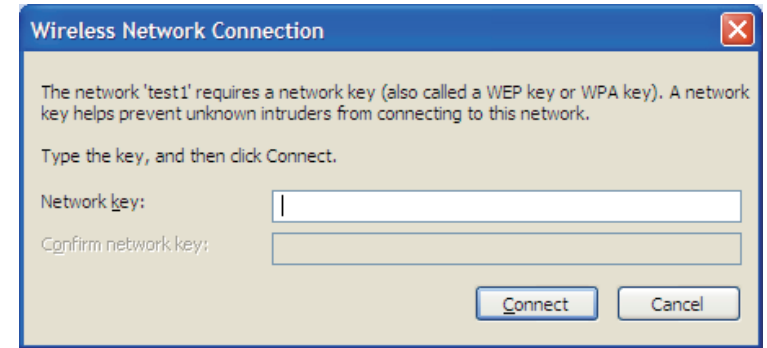 Wireless Network Connection
The network 'test1' requires a network key (also called a WEP key or WPA key). A network
key helps prevent unknown intruders from connecting to this network.
Type the key, and then click Connect.
Network key:
Confirm network key:
Connect Cancel